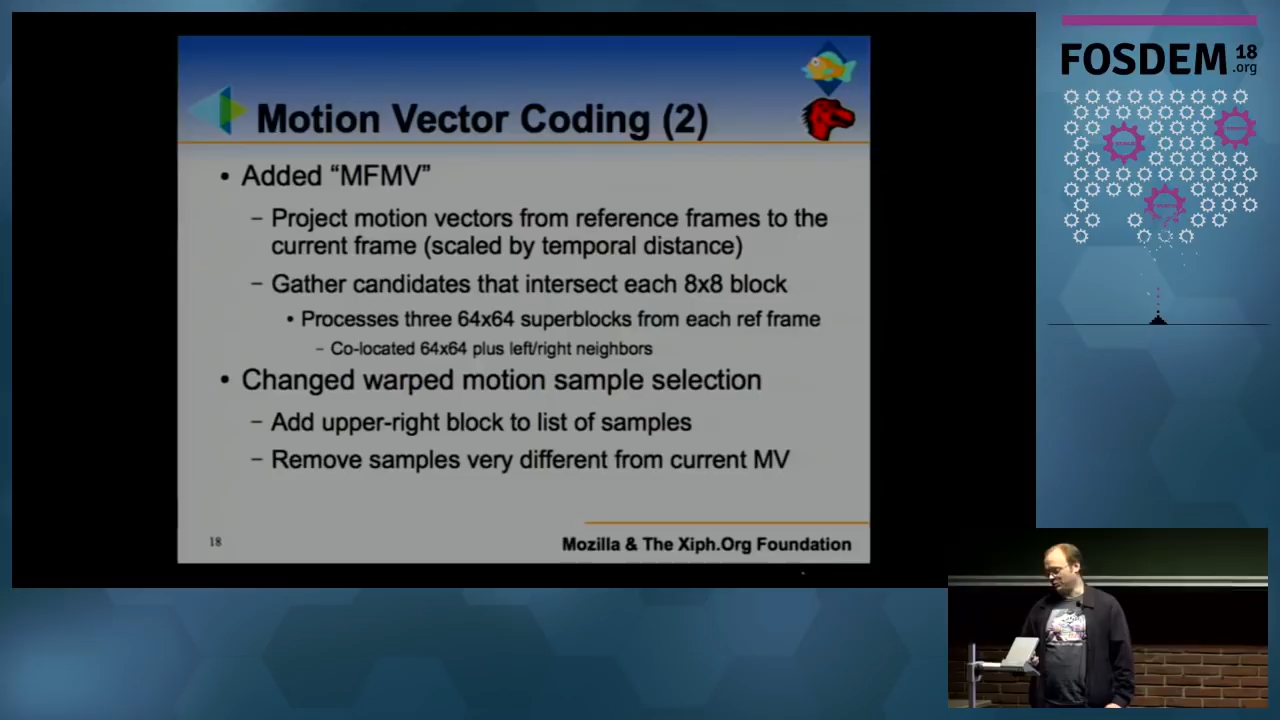 FOSDEM 18
.org
Motion Vector Coding (2)
• Added “MFMV”
– Project motion vectors from reference frames to the
current frame (scaled by temporal distance)
– Gather candidates that intersect each 8x8 block
• Processes three 64x64 superblocks from each ref frame
– Co-located 64x64 plus left/right neighbors
• Changed warped motion sample selection
– Add upper-right block to list of samples
– Remove samples very different from current MV
18
Mozilla & The Xiph.Org Foundation